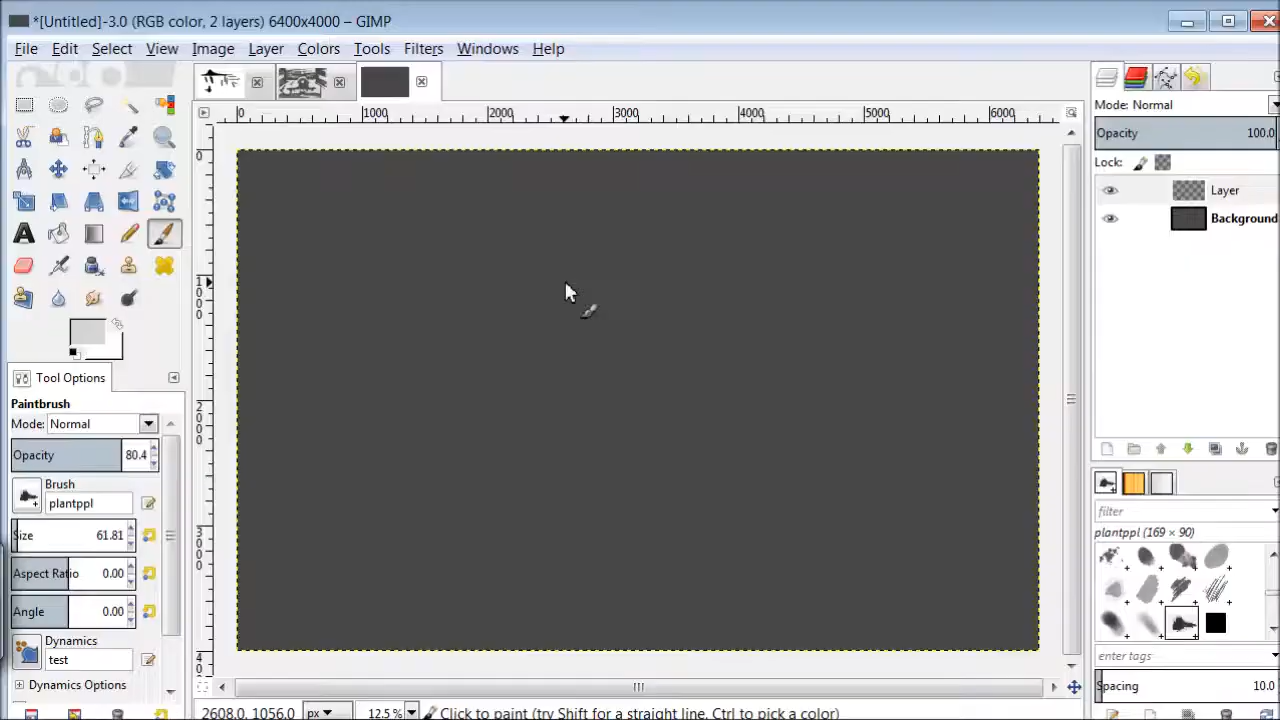 *[Untitled]-3.0 (RGB color, 2 layers) 6400x4000 – GIMP
File Edit Select View Image Layer Colors Tools Filters Windows Help
0 1000 2000 3000 4000 5000 6000
Mode: Normal
0
Opacity 100.0
Lock:
Layer
Background
1000
Tool Options
Paintbrush
Mode: Normal
2000
Opacity 80.4
Brush
plantppl
filter
Size 61.81
plantppl (169 × 90)
3000
Aspect Ratio 0.00
Angle 0.00
Dynamics
test
enter tags
Dynamics Options
Spacing 10.0
2608.0, 1056.0 px 12.5% Click to paint (try Shift for a straight line, Ctrl to pick a color)